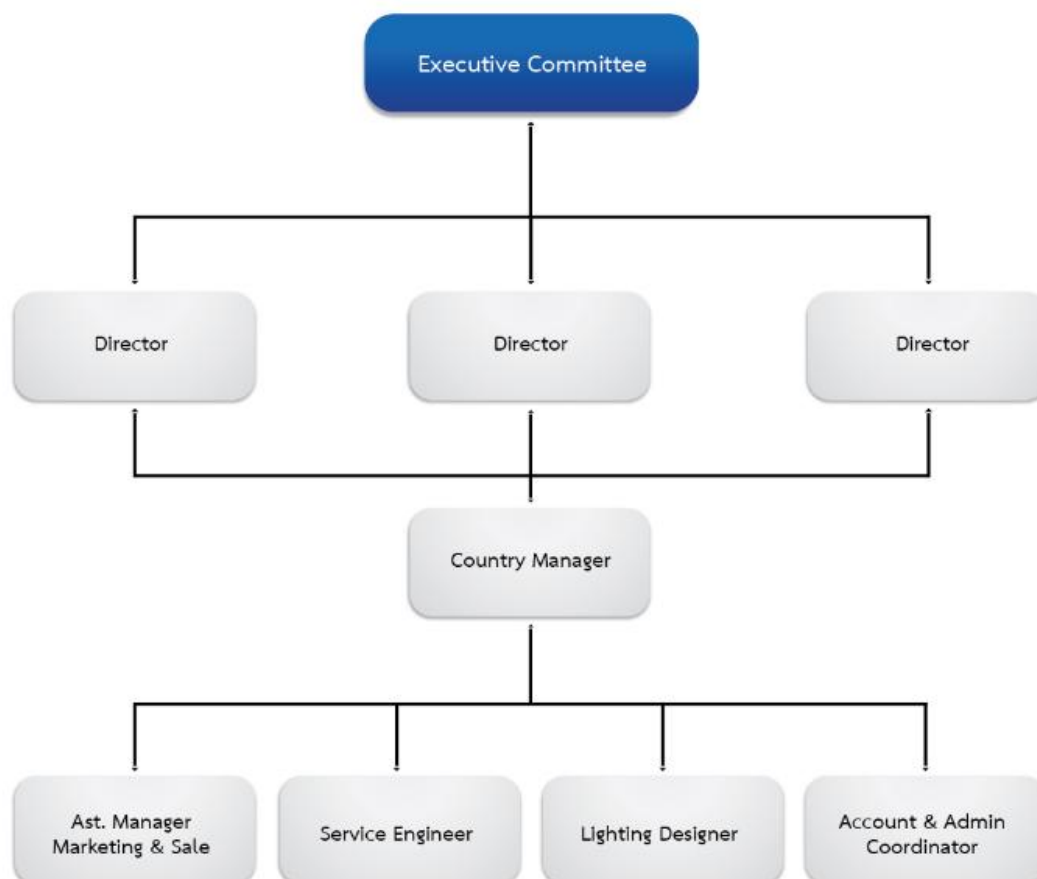 Executive Committee
Director
Director
Director
Country Manager
Ast. Manager
Marketing & Sale
Service Engineer
Lighting Designer
Account & Admin
Coordinator